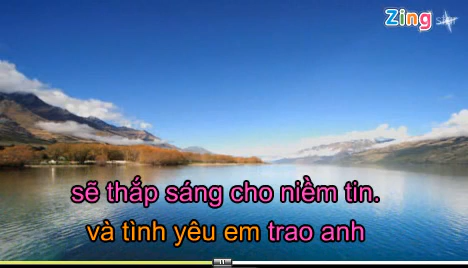 Zing star
sẽ thắp sáng cho niềm tin.
và tình yêu em trao anh